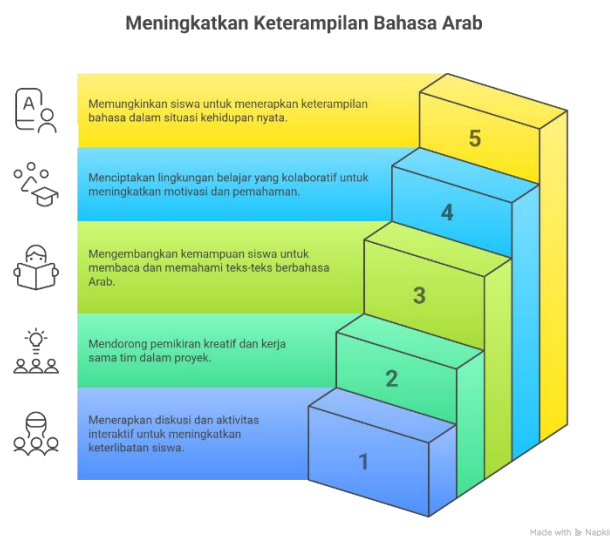 Meningkatkan Keterampilan Bahasa Arab
A
Memungkinkan siswa untuk menerapkan keterampilan
bahasa dalam situasi kehidupan nyata.
5
Menciptakan lingkungan belajar yang kolaboratif untuk
meningkatkan motivasi dan pemahaman.
4
Mengembangkan kemampuan siswa untuk
membaca dan memahami teks-teks berbahasa
Arab.
3
Mendorong pemikiran kreatif dan kerja
sama tim dalam proyek.
2
Menerapkan diskusi dan aktivitas
interaktif untuk meningkatkan
keterlibatan siswa.
1
Made with Napki